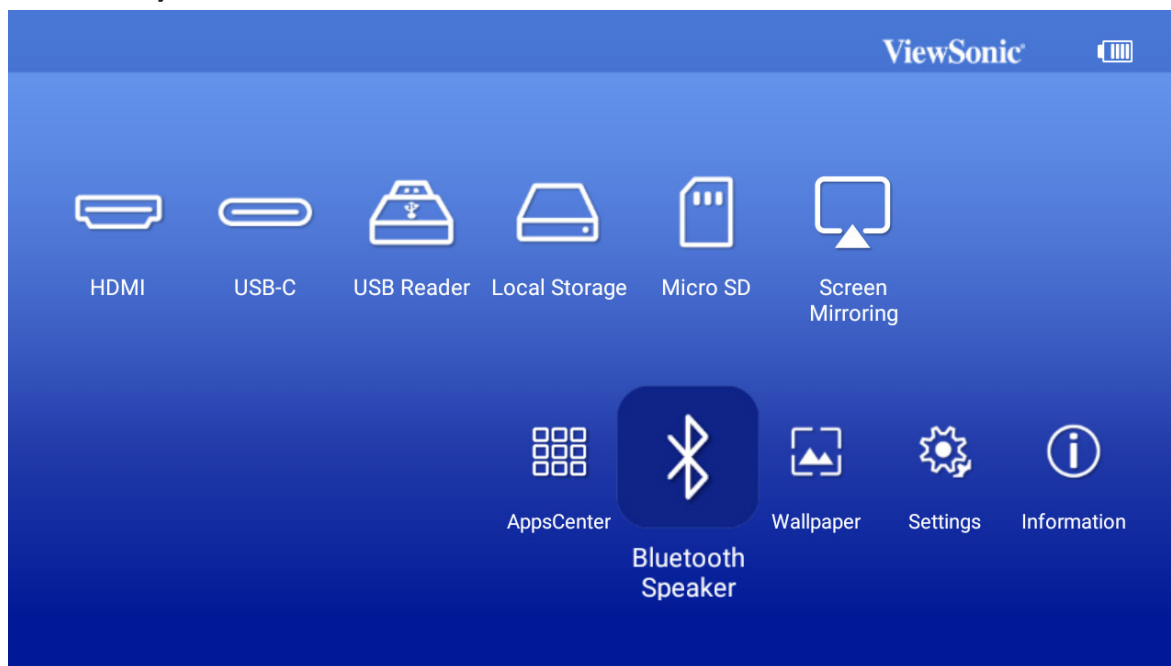 ViewSonic
HDMI
USB-C
USB Reader
Local Storage
Micro SD
Screen
Mirroring
AppsCenter
Bluetooth
Speaker
Wallpaper
Settings
Information